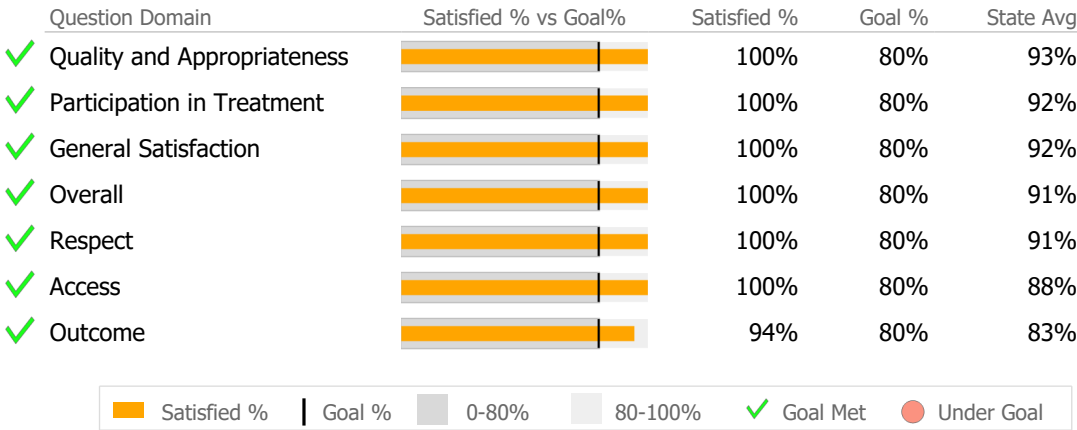 Question Domain Satisfied % vs Goal% Satisfied % Goal % State Avg
Quality and Appropriateness 100% 80% 93%
Participation in Treatment 100% 80% 92%
General Satisfaction 100% 80% 92%
Overall 100% 80% 91%
Respect 100% 80% 91%
Access 100% 80% 88%
Outcome 94% 80% 83%
Satisfied % Goal % 0-80% 80-100% Goal Met Under Goal